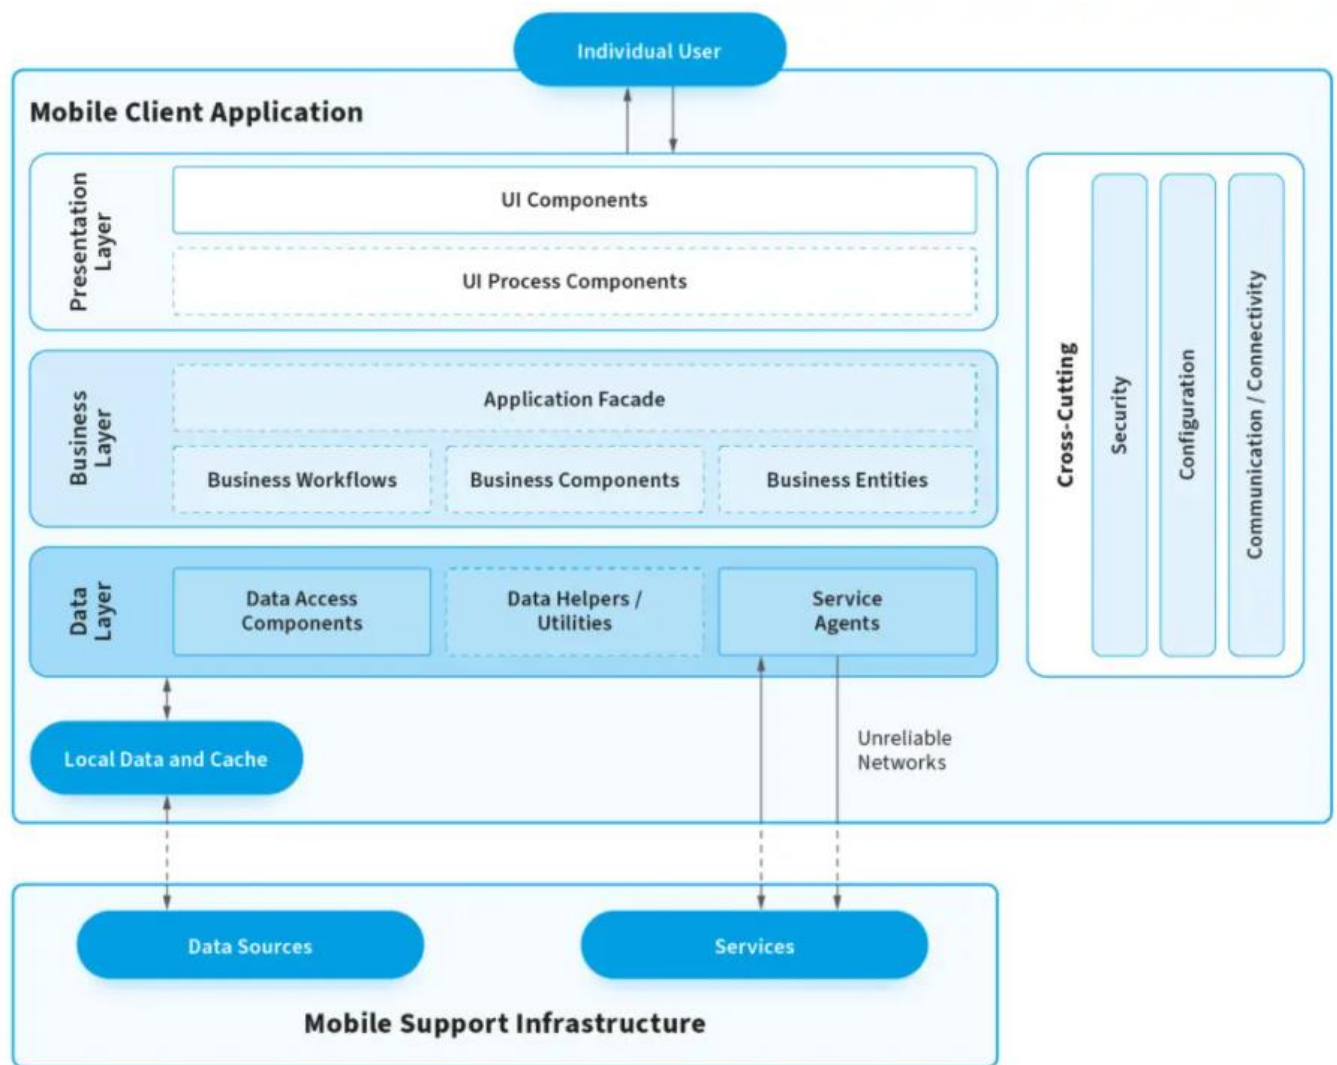 Individual User
Mobile Client Application
Presentation
Layer
UI Components
UI Process Components
Business
Layer
Application Facade
Business Workflows
Business Components
Business Entities
Data
Layer
Data Access
Components
Data Helpers /
Utilities
Service
Agents
Cross-Cutting
Security
Configuration
Communication / Connectivity
Local Data and Cache
Unreliable
Networks
Data Sources
Services
Mobile Support Infrastructure